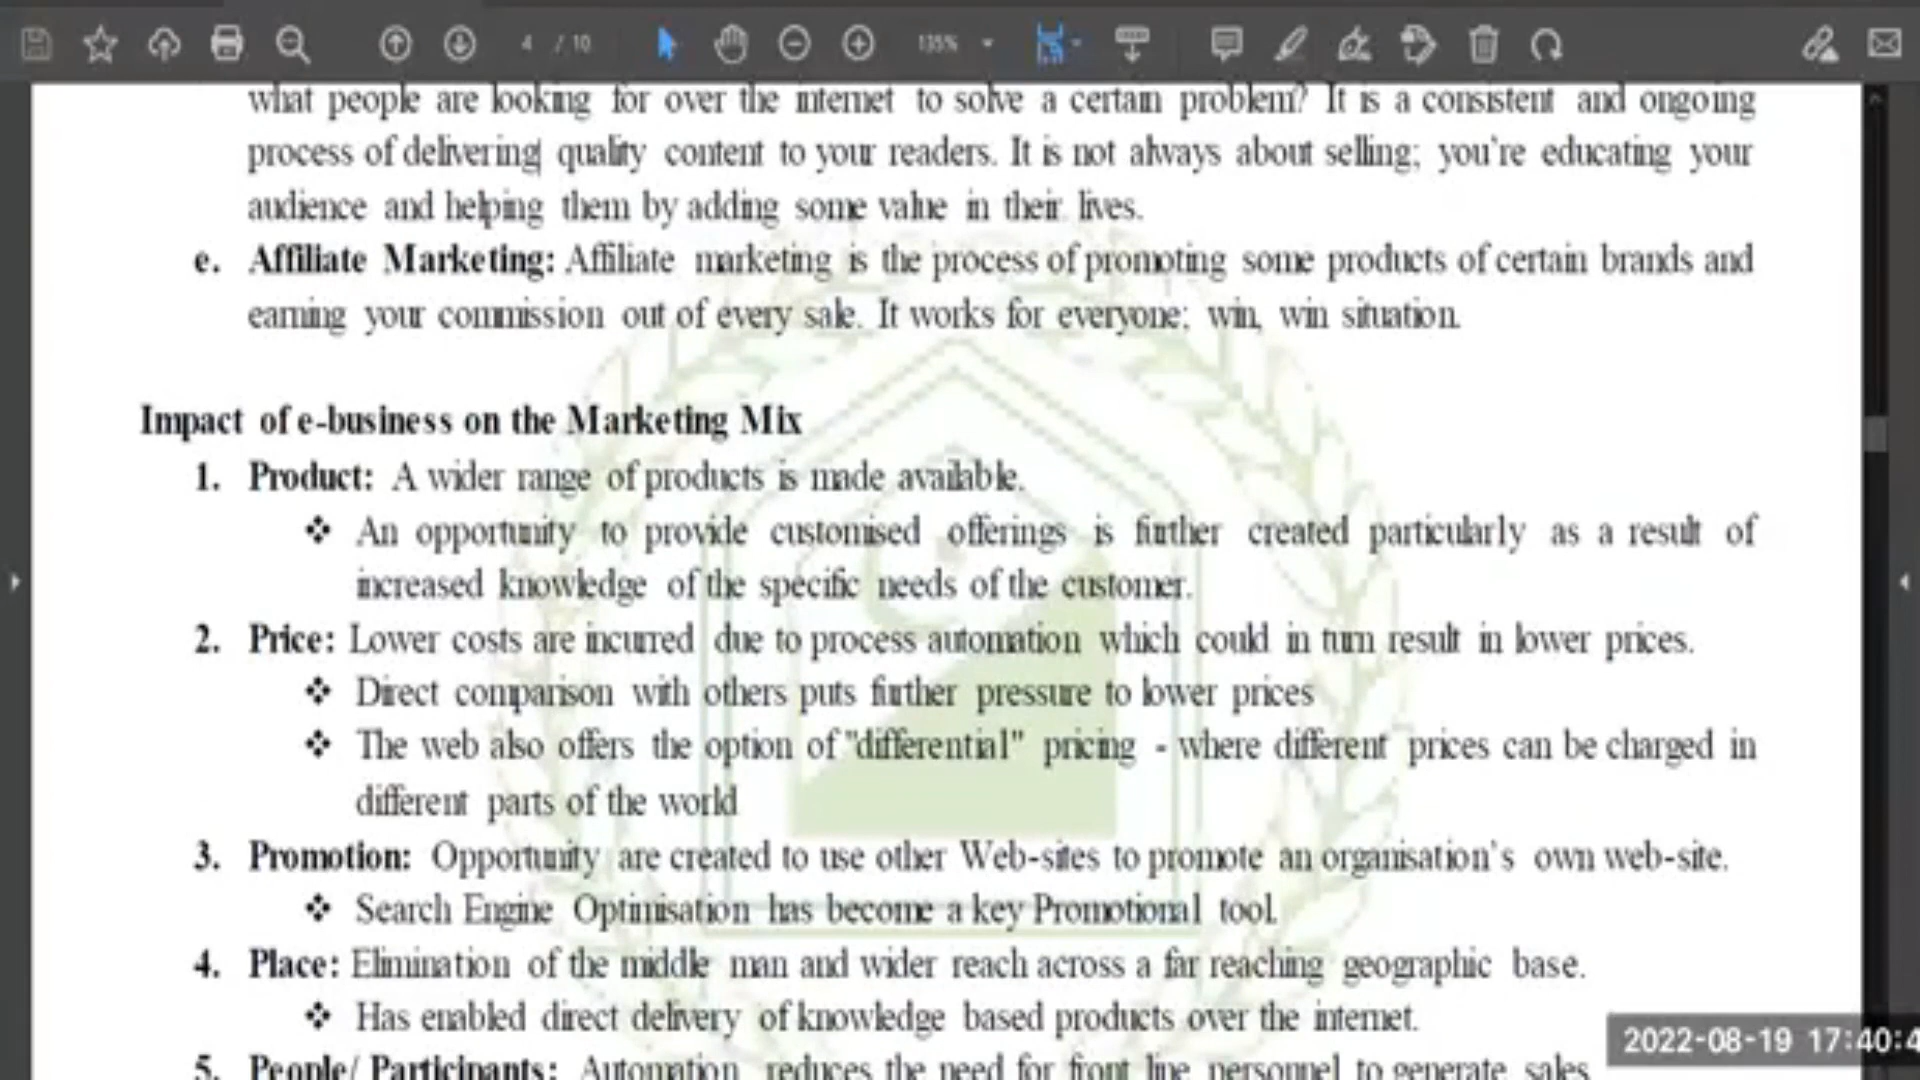 4 / 10
135%
what people are looking for over the internet to solve a certain problem? It is a consistent and ongoing
process of delivering quality content to your readers. It is not always about selling; you're educating your
audience and helping them by adding some value in their lives.
e. Affiliate Marketing: Affiliate marketing is the process of promoting some products of certain brands and
earning your commission out of every sale. It works for everyone; win, win situation.
Impact of e-business on the Marketing Mix
1. Product: A wider range of products is made available.
❖ An opportunity to provide customised offerings is further created particularly as a result of
increased knowledge of the specific needs of the customer.
2. Price: Lower costs are incurred due to process automation which could in turn result in lower prices.
❖ Direct comparison with others puts further pressure to lower prices
❖ The web also offers the option of "differential" pricing - where different prices can be charged in
different parts of the world
3. Promotion: Opportunity are created to use other Web-sites to promote an organisation's own web-site.
❖ Search Engine Optimisation has become a key Promotional tool.
4. Place: Elimination of the middle man and wider reach across a far reaching geographic base.
❖ Has enabled direct delivery of knowledge based products over the internet.
5. People/ Participants: Automation reduces the need for front line personnel to generate sales
2022-08-19 17:40:4